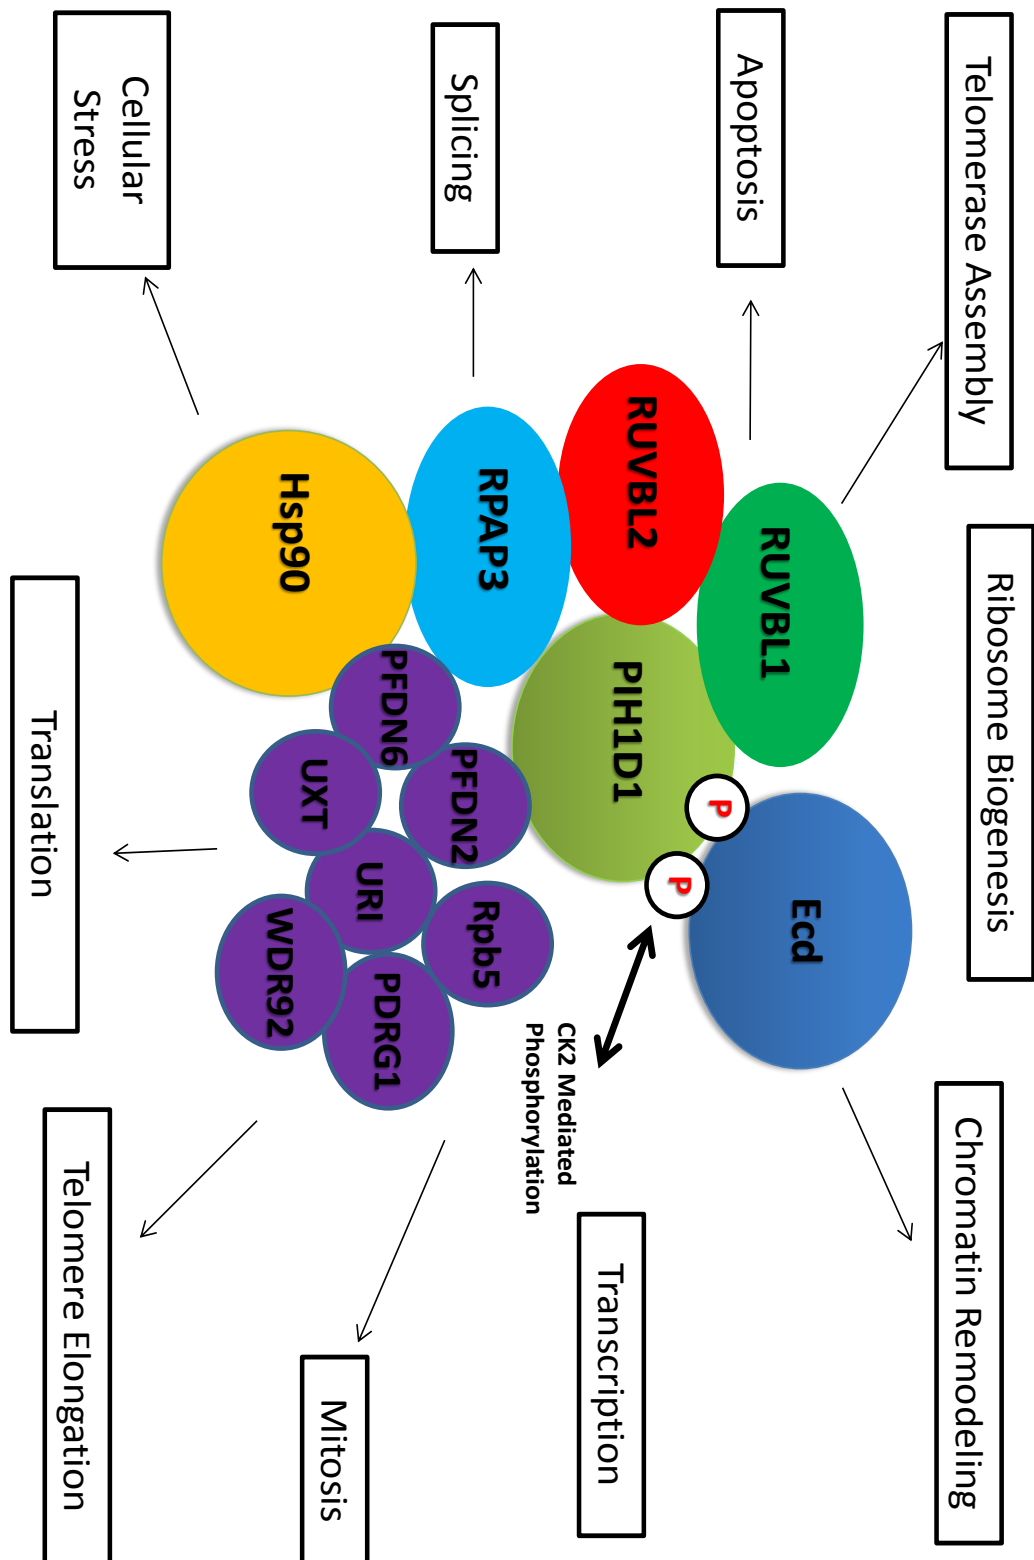 Telomerase Assembly
Ribosome Biogenesis
Chromatin Remodeling
Apoptosis
RUVBL1
Ecd
P
P
RUVBL2
PIH1D1
Transcription
CK2 Mediated
Phosphorylation
Splicing
RPAP3
PFDN2
Rpb5
PFDN6
URI
PDRG1
Hsp90
UXT
WDR92
Mitosis
Cellular
Stress
Translation
Telomere Elongation